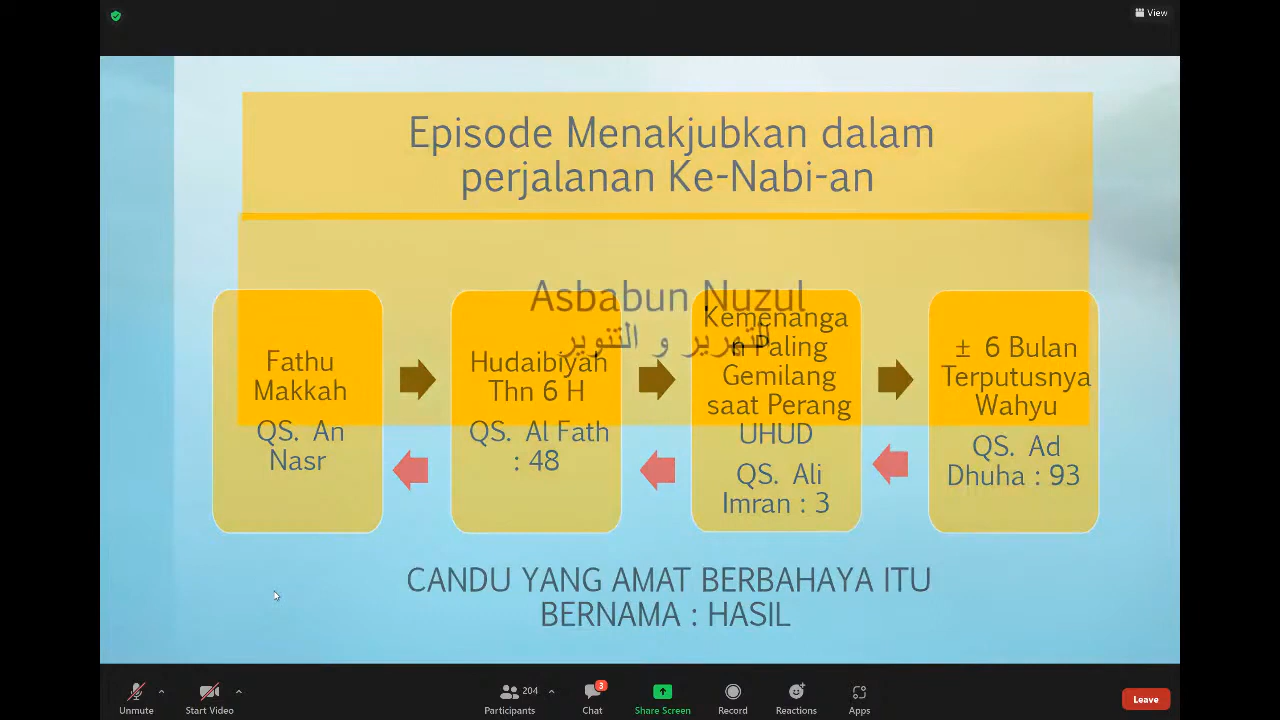 View
Episode Menakjubkan dalam
perjalanan Ke-Nabi-an
Asbabun Nuzul
و التنوير
Fathu
Makkah
QS. An
Nasr
Hudaibiyah
Thn 6 H
QS. Al Fath
: 48
Kemenanga
n Paling
Gemilang
saat Perang
UHUD
QS. Ali
Imran : 3
± 6 Bulan
Terputusnya
Wahyu
QS. Ad
Dhuha : 93
CANDU YANG AMAT BERBAHAYA ITU
BERNAMA : HASIL
Unmute
Start Video
204
Participants
3
Chat
Share Screen
Record
Reactions
Apps
Leave